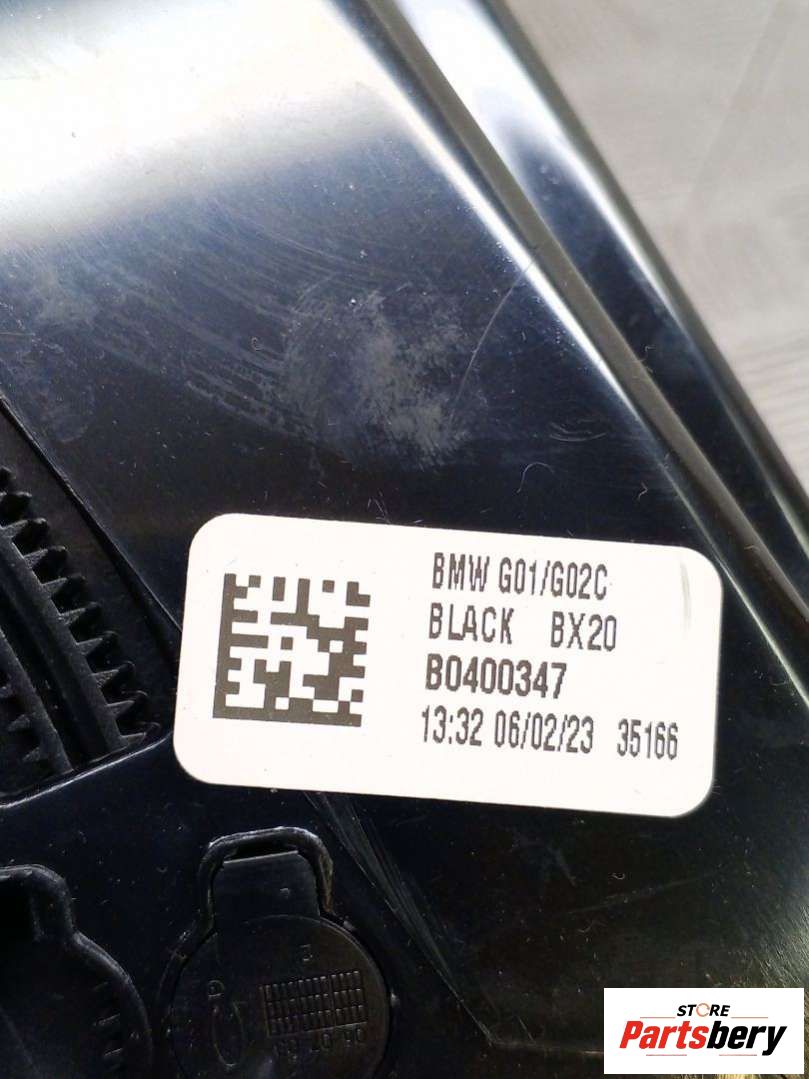 BMW G01/G02C
BLACK BX20
B0400347
13:32 06/02/23 35166
STORE
Partsbery